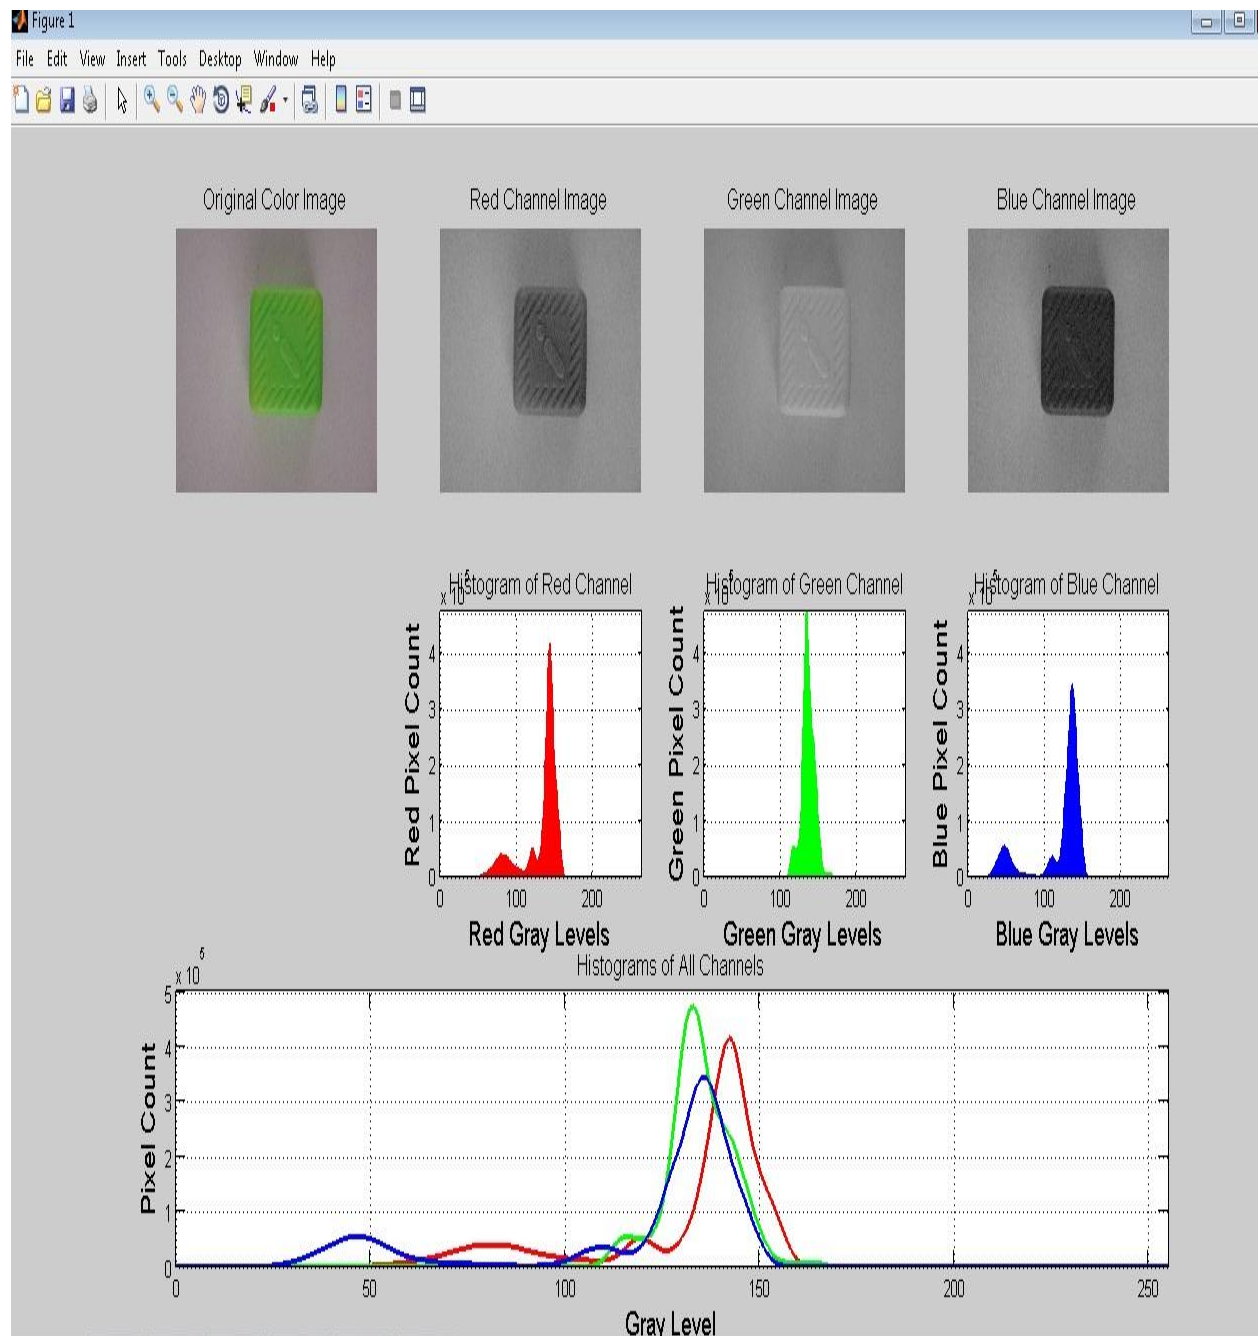 Figure 1
File Edit View Insert Tools Desktop Window Help
Original Color Image
Red Channel Image
Green Channel Image
Blue Channel Image
Histogram of Red Channel
x 10^5
Red Pixel Count
4
3
2
1
0
0 100 200
Red Gray Levels
Histogram of Green Channel
x 10^5
Green Pixel Count
4
3
2
1
0
0 100 200
Green Gray Levels
Histogram of Blue Channel
x 10^5
Blue Pixel Count
4
3
2
1
0
0 100 200
Blue Gray Levels
Histograms of All Channels
x 10^5
Pixel Count
5
4
3
2
1
0
0 50 100 150 200 250
Gray Level